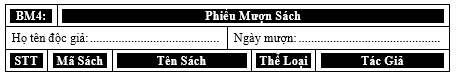 BM4: Phiếu Mượn Sách
Họ tên độc giả: ........................................... Ngày mượn: ...............................................
STT Mã Sách Tên Sách Thể Loại Tác Giả